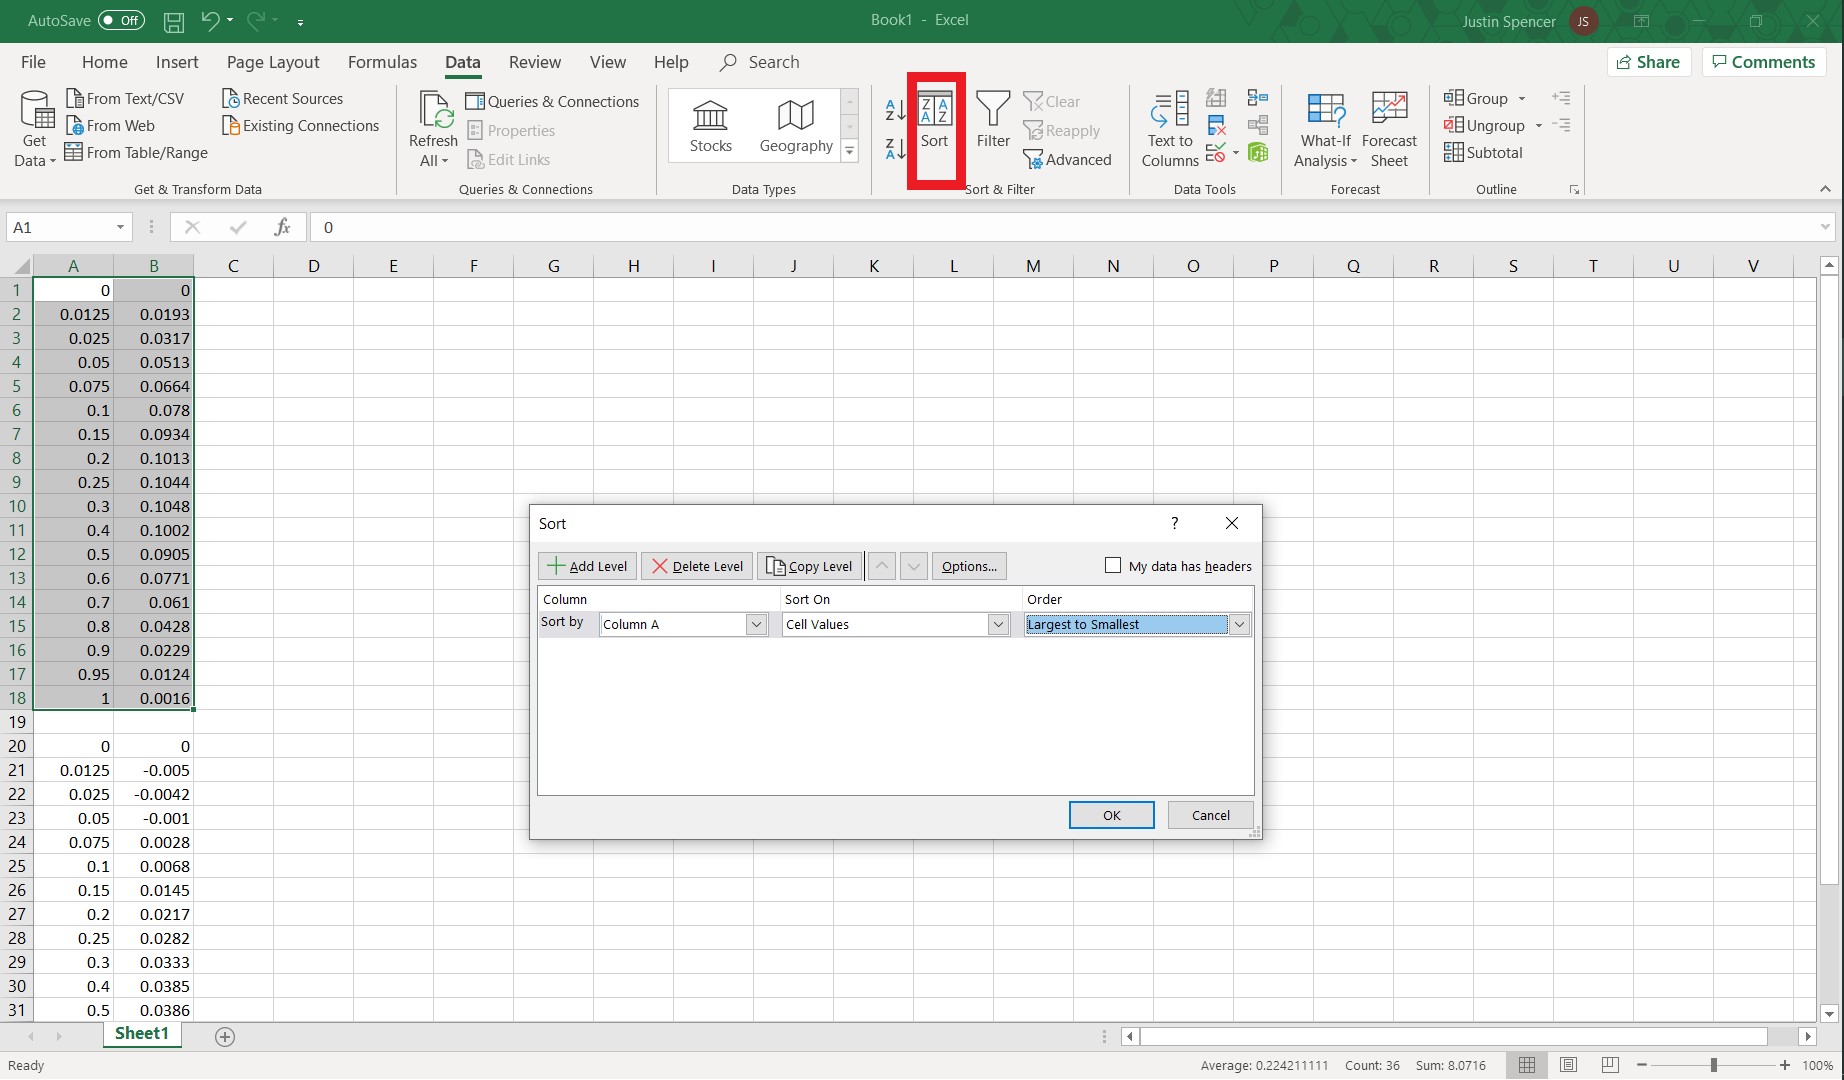 AutoSave Off
Book1 - Excel
Justin Spencer JS
File Home Insert Page Layout Formulas Data Review View Help Search
Share Comments
Get Data
From Text/CSV
From Web
From Table/Range
Recent Sources
Existing Connections
Get & Transform Data
Refresh All
Queries & Connections
Properties
Edit Links
Queries & Connections
Stocks Geography
Data Types
A Z
Z A
Z A A Z
Sort
Filter
Clear
Reapply
Advanced
Sort & Filter
Text to Columns
Data Tools
What-If Analysis
Forecast Sheet
Forecast
Group
Ungroup
Subtotal
Outline
A1 fx 0
A B C D E F G H I J K L M N O P Q R S T U V
1 0 0
2 0.0125 0.0193
3 0.025 0.0317
4 0.05 0.0513
5 0.075 0.0664
6 0.1 0.078
7 0.15 0.0934
8 0.2 0.1013
9 0.25 0.1044
10 0.3 0.1048
11 0.4 0.1002
12 0.5 0.0905
13 0.6 0.0771
14 0.7 0.061
15 0.8 0.0428
16 0.9 0.0229
17 0.95 0.0124
18 1 0.0016
19
20 0 0
21 0.0125 -0.005
22 0.025 -0.0042
23 0.05 -0.001
24 0.075 0.0028
25 0.1 0.0068
26 0.15 0.0145
27 0.2 0.0217
28 0.25 0.0282
29 0.3 0.0333
30 0.4 0.0385
31 0.5 0.0386
Sort ?
Add Level Delete Level Copy Level Options... My data has headers
Column Sort On Order
Sort by Column A Cell Values Largest to Smallest
OK Cancel
Sheet1
Ready
Average: 0.224211111 Count: 36 Sum: 8.0716 100%